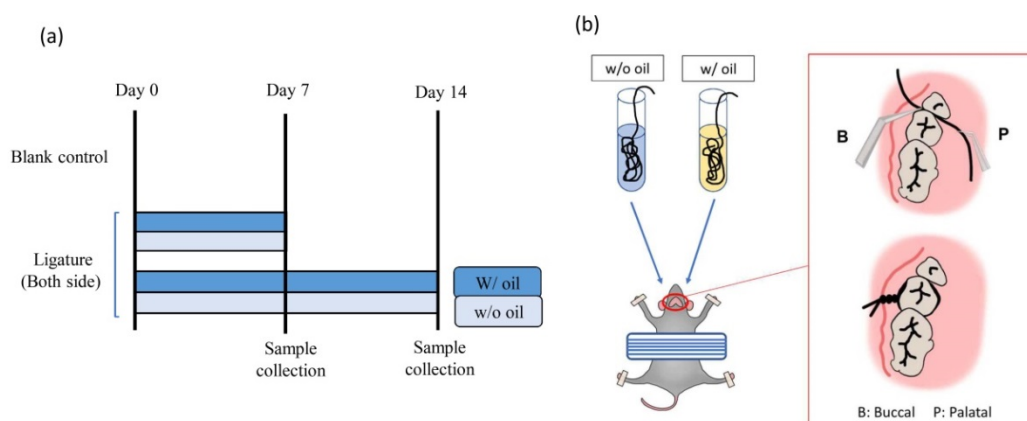 (a)
Day 0
Day 7
Day 14
Blank control
Ligature
(Both side)
W/ oil
w/o oil
Sample
collection
Sample
collection
(b)
w/o oil
w/ oil
B
P
B: Buccal P: Palatal